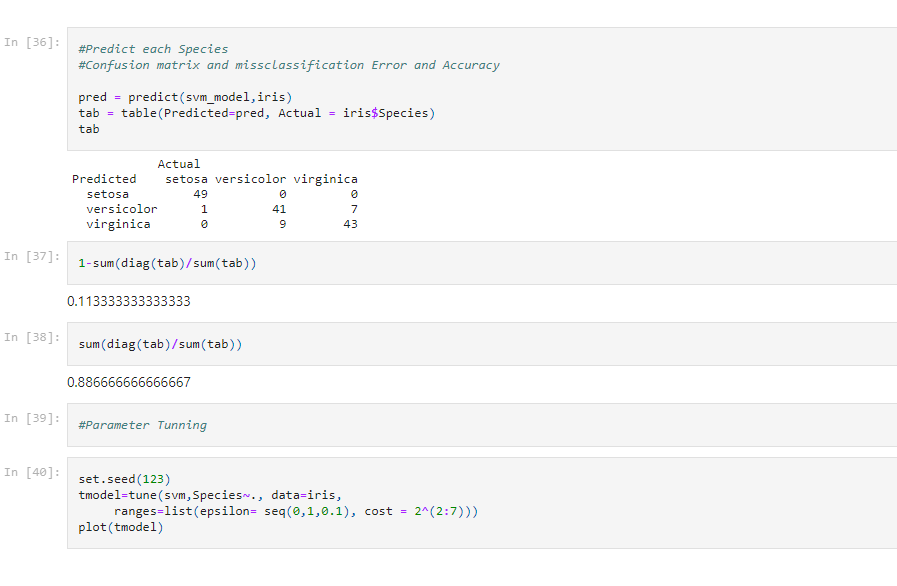 In [36]:
#Predict each Species
#Confusion matrix and missclassification Error and Accuracy
pred = predict(svm_model,iris)
tab = table(Predicted=pred, Actual = iris$Species)
tab
Actual
Predicted setosa versicolor virginica
setosa 49 0 0
versicolor 1 41 7
virginica 0 9 43
In [37]:
1-sum(diag(tab)/sum(tab))
0.113333333333333
In [38]:
sum(diag(tab)/sum(tab))
0.886666666666667
In [39]:
#Parameter Tunning
In [40]:
set.seed(123)
tmodel=tune(svm,Species~., data=iris,
ranges=list(epsilon= seq(0,1,0.1), cost = 2^(2:7)))
plot(tmodel)